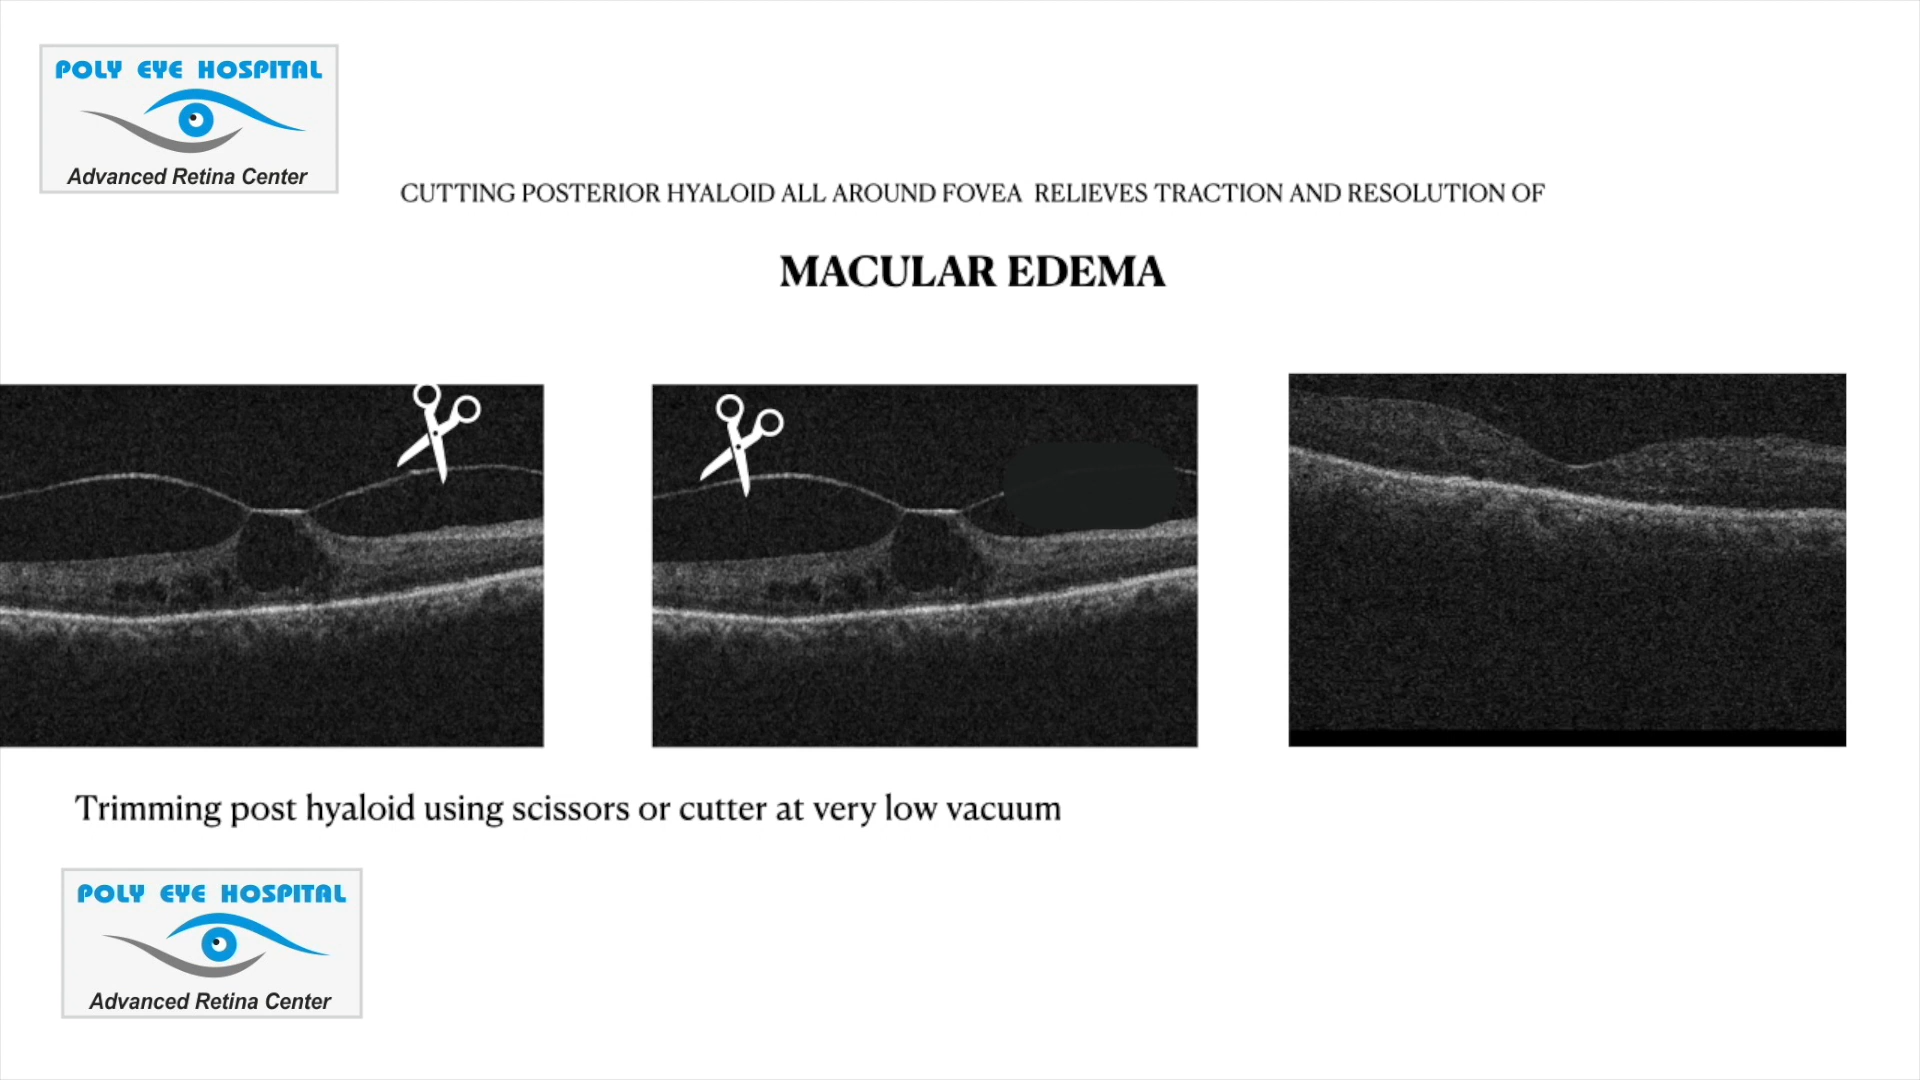 POLY EYE HOSPITAL
Advanced Retina Center
CUTTING POSTERIOR HYALOID ALL AROUND FOVEA RELIEVES TRACTION AND RESOLUTION OF
MACULAR EDEMA
Trimming post hyaloid using scissors or cutter at very low vacuum
POLY EYE HOSPITAL
Advanced Retina Center